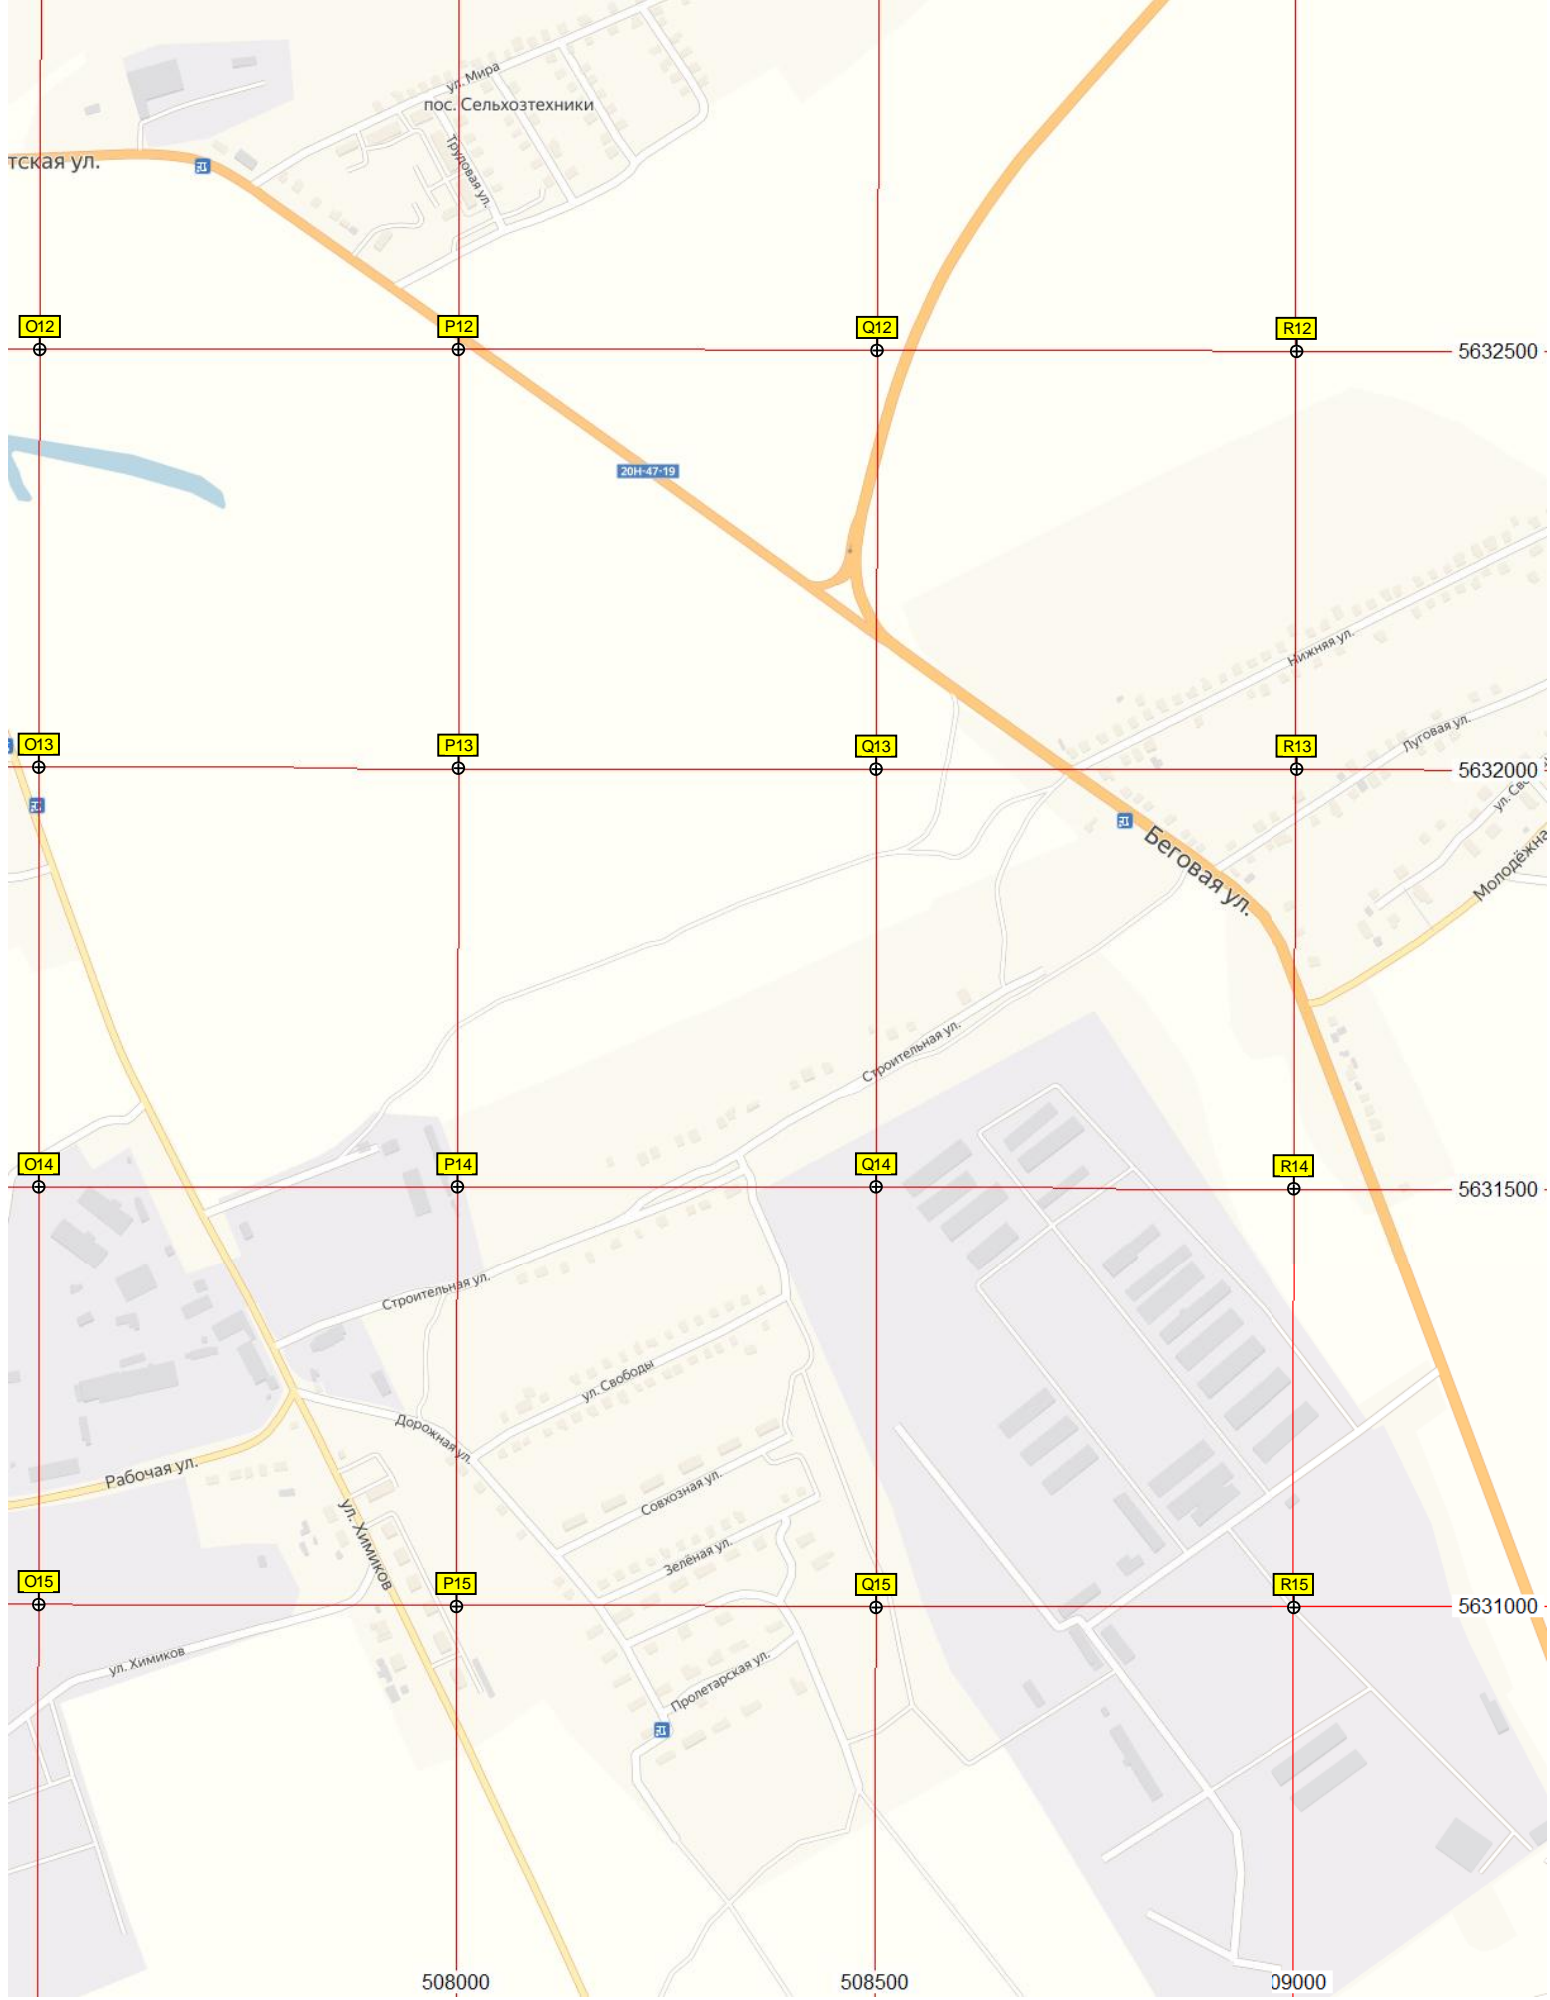 ул. Мира
пос. Сельхозтехники
Трудовая ул.
тская ул.
O12
P12
Q12
R12
5632500
20Н-47-19
Нижняя ул.
Луговая ул.
O13
P13
Q13
R13
5632000
ул. Св
Беговая ул.
Молодёжна
Строительная ул.
O14
P14
Q14
R14
5631500
Строительная ул.
ул. Свободы
Дорожная ул.
Рабочая ул.
Совхозная ул.
ул. Химиков
Зелёная ул.
O15
P15
Q15
R15
5631000
ул. Химиков
Пролетарская ул.
508000
508500
09000